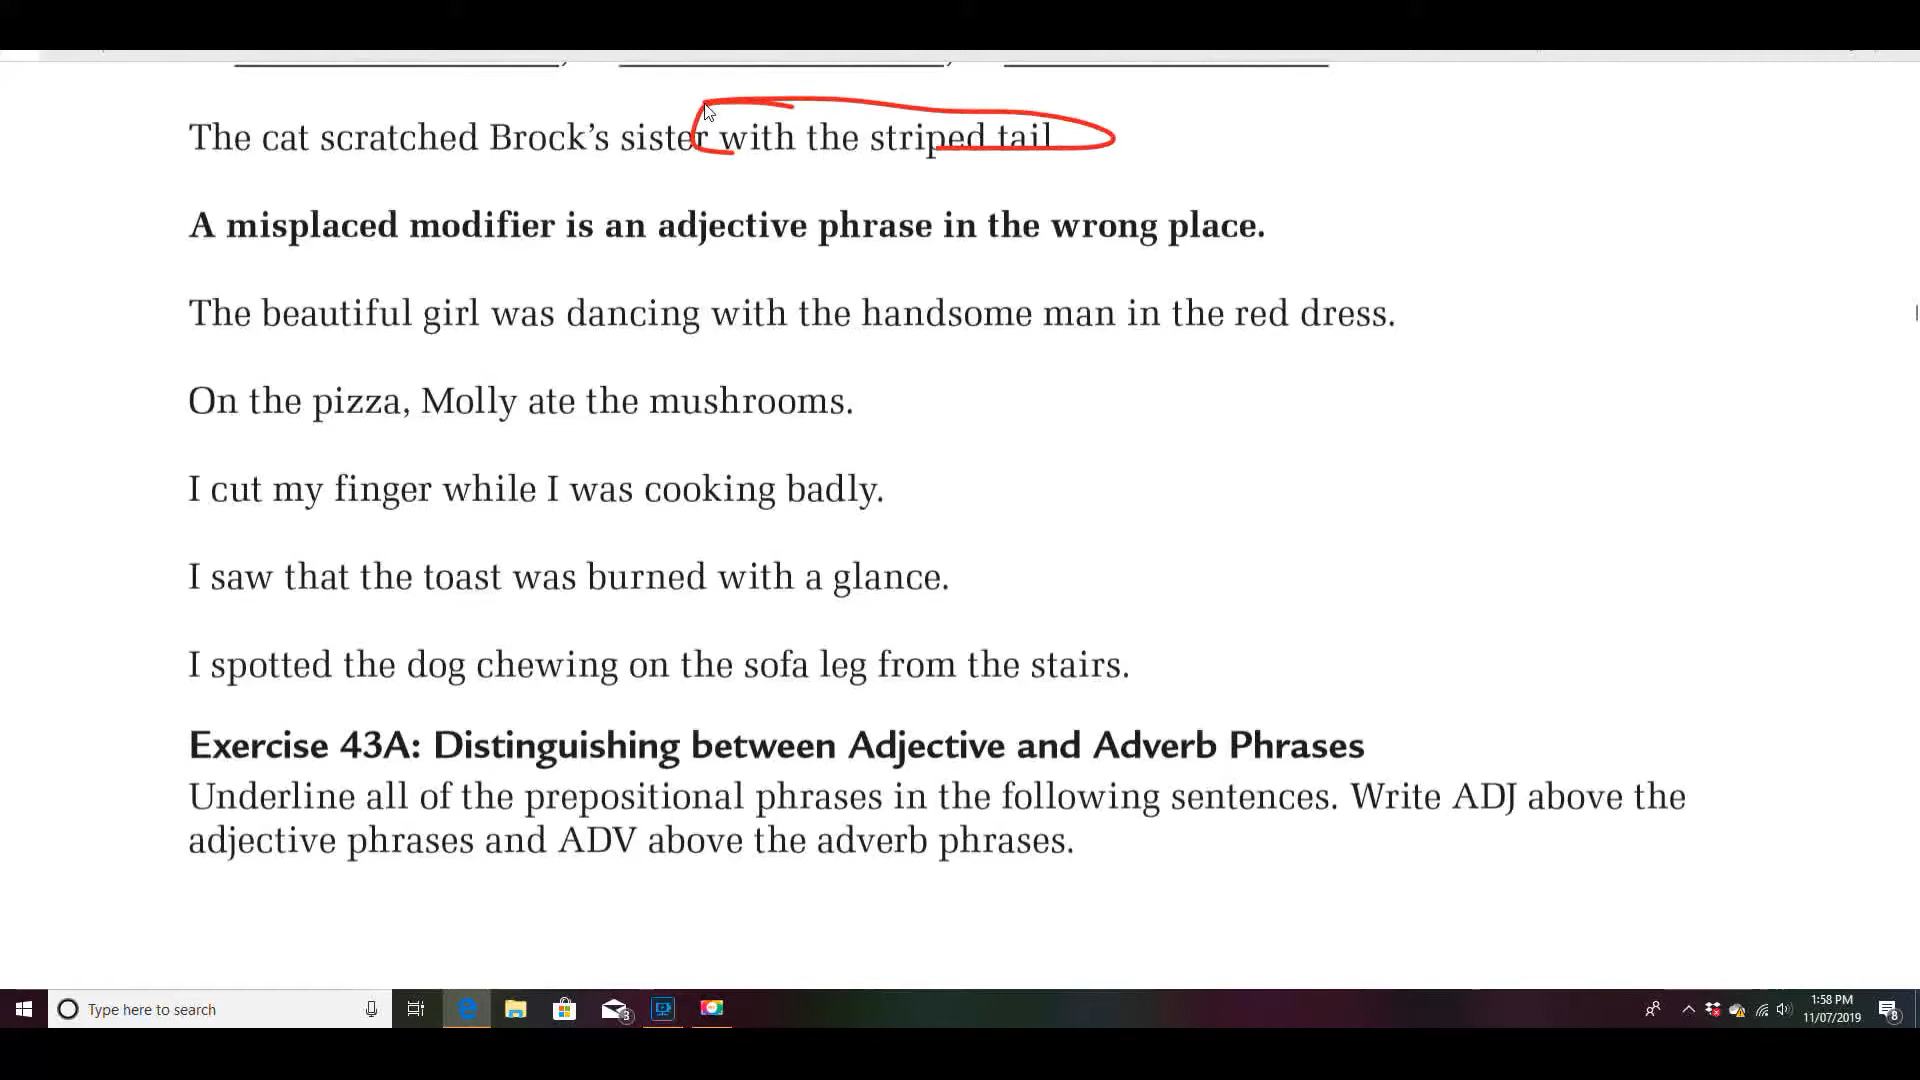 The cat scratched Brock’s sister with the striped tail
A misplaced modifier is an adjective phrase in the wrong place.
The beautiful girl was dancing with the handsome man in the red dress.
On the pizza, Molly ate the mushrooms.
I cut my finger while I was cooking badly.
I saw that the toast was burned with a glance.
I spotted the dog chewing on the sofa leg from the stairs.
Exercise 43A: Distinguishing between Adjective and Adverb Phrases
Underline all of the prepositional phrases in the following sentences. Write ADJ above the
adjective phrases and ADV above the adverb phrases.
Type here to search
3
1:58 PM
11/07/2019
8